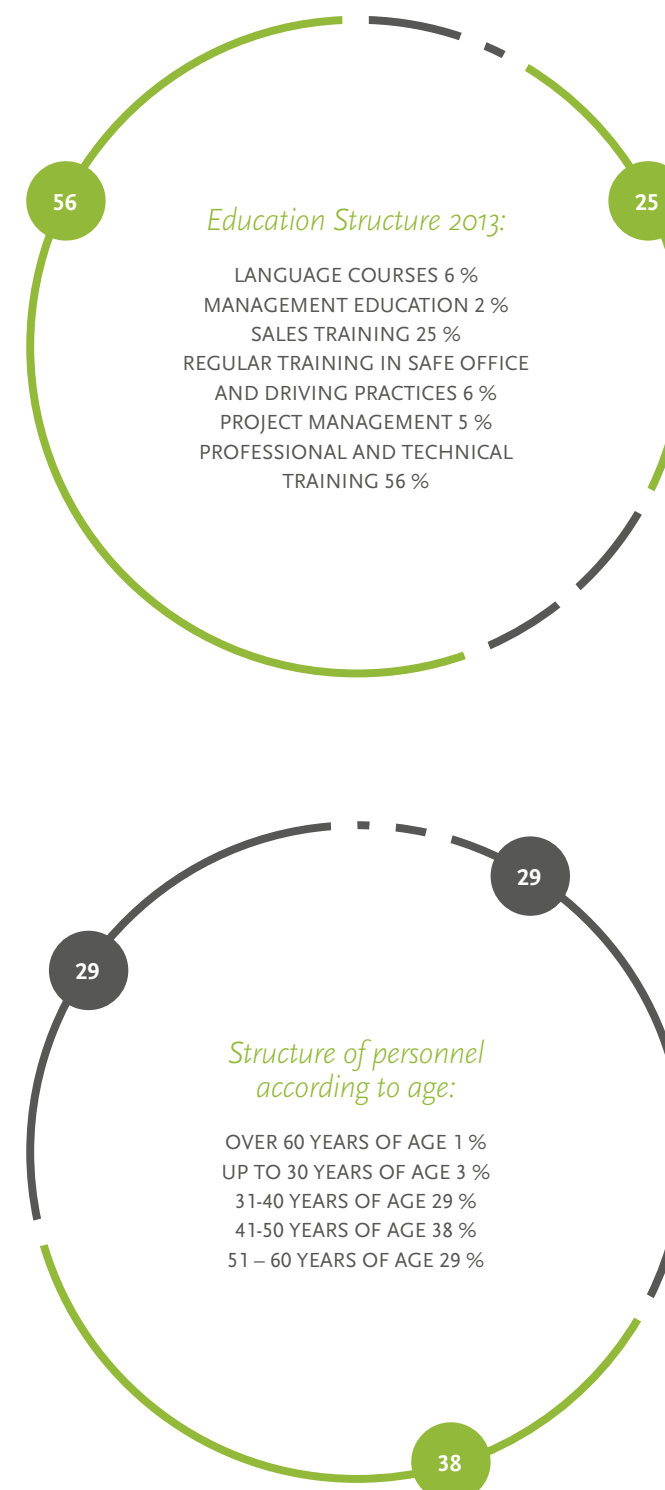 56
25
Education Structure 2013:
LANGUAGE COURSES 6 %
MANAGEMENT EDUCATION 2 %
SALES TRAINING 25 %
REGULAR TRAINING IN SAFE OFFICE
AND DRIVING PRACTICES 6 %
PROJECT MANAGEMENT 5 %
PROFESSIONAL AND TECHNICAL
TRAINING 56 %
29
29
Structure of personnel
according to age:
OVER 60 YEARS OF AGE 1 %
UP TO 30 YEARS OF AGE 3 %
31-40 YEARS OF AGE 29 %
41-50 YEARS OF AGE 38 %
51 – 60 YEARS OF AGE 29 %
38